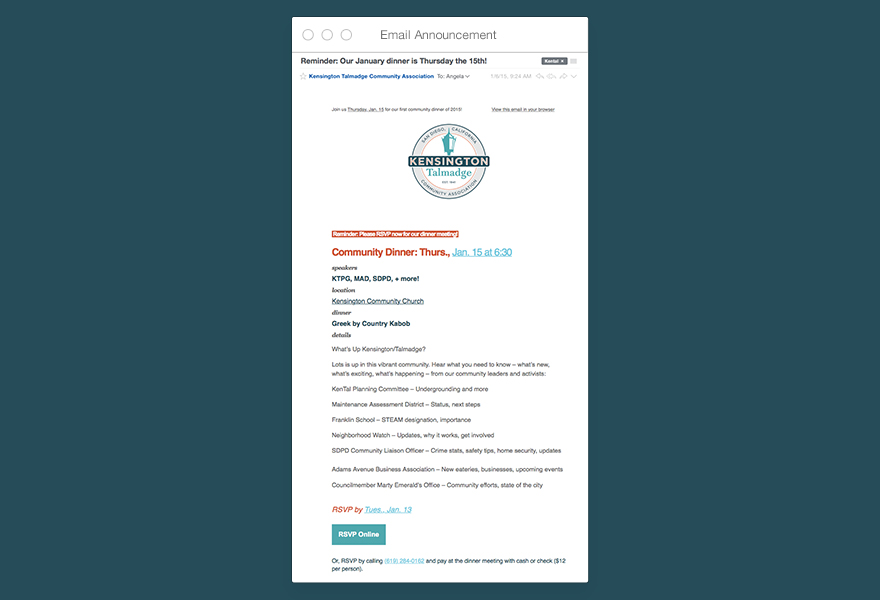 Email Announcement
Reminder: Our January dinner is Thursday the 15th!
Kental ×
Kensington Talmadge Community Association To: Angela
1/9/15, 9:24 AM
Join us Thursday, Jan. 15 for our first community dinner of 2015!
View this email in your browser
SAN DIEGO, CALIFORNIA
KENSINGTON
Talmadge
COMMUNITY ASSOCIATION
Reminder: Please RSVP now for our dinner meeting!
Community Dinner: Thurs., Jan. 15 at 6:30
speakers
KTPG, MAD, SDPD, + more!
location
Kensington Community Church
dinner
Greek by Country Kabob
details
What's Up Kensington/Talmadge?
Lots is up in this vibrant community. Hear what you need to know – what's new,
what's exciting, what's happening – from our community leaders and activists:
KenTal Planning Committee – Undergrounding and more
Maintenance Assessment District – Status, next steps
Franklin School – STEAM designation, importance
Neighborhood Watch – Updates, why it works, get involved
SDPD Community Liaison Officer – Crime stats, safety tips, home security, updates
Adams Avenue Business Association – New eateries, businesses, upcoming events
Councilmember Marty Emerald's Office – Community efforts, state of the city
RSVP by Tues., Jan. 13
RSVP Online
Or, RSVP by calling (619) 284-0162 and pay at the dinner meeting with cash or check ($12
per person).